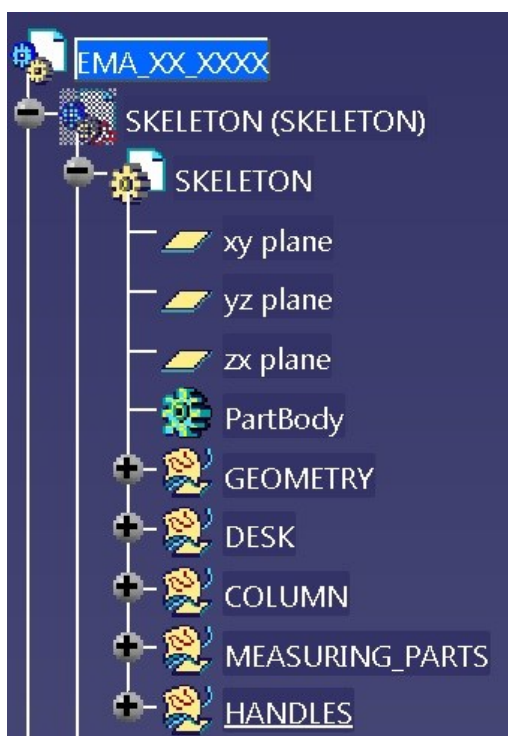 EMA_XX_XXXX
SKELETON (SKELETON)
SKELETON
xy plane
yz plane
zx plane
PartBody
GEOMETRY
DESK
COLUMN
MEASURING_PARTS
HANDLES